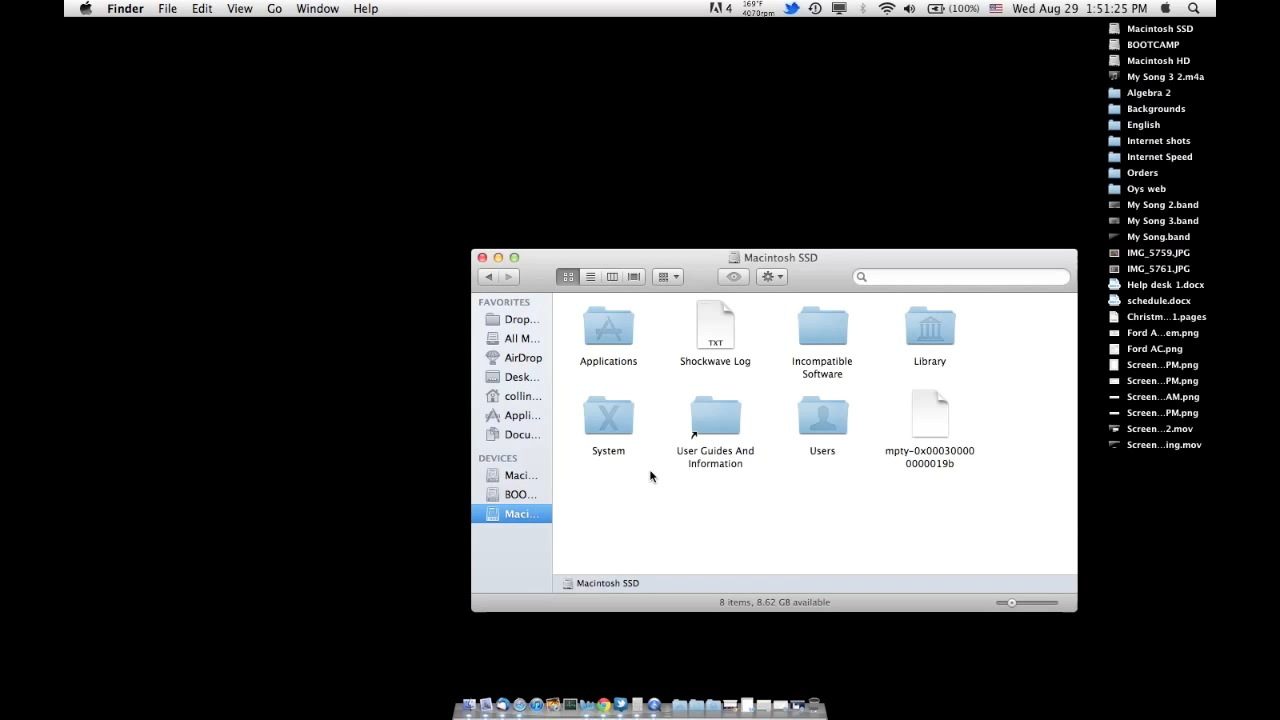 Finder File Edit View Go Window Help
4 169°F 4070rpm (100%) Wed Aug 29 1:51:25 PM
Macintosh SSD
BOOTCAMP
Macintosh HD
My Song 3 2.m4a
Algebra 2
Backgrounds
English
Internet shots
Internet Speed
Orders
Oys web
My Song 2.band
My Song 3.band
My Song.band
IMG_5759.JPG
IMG_5761.JPG
Help desk 1.docx
schedule.docx
Christm...1.pages
Ford A...em.png
Ford AC.png
Screen...PM.png
Screen...PM.png
Screen...AM.png
Screen...PM.png
Screen...2.mov
Screen...ing.mov
Macintosh SSD
FAVORITES
Drop...
All M...
AirDrop
Desk...
collin...
Appli...
Docu...
DEVICES
Maci...
BOO...
Maci...
Applications
TXT
Shockwave Log
Incompatible
Software
Library
System
User Guides And
Information
Users
mpty-0x00030000
0000019b
Macintosh SSD
8 items, 8.62 GB available